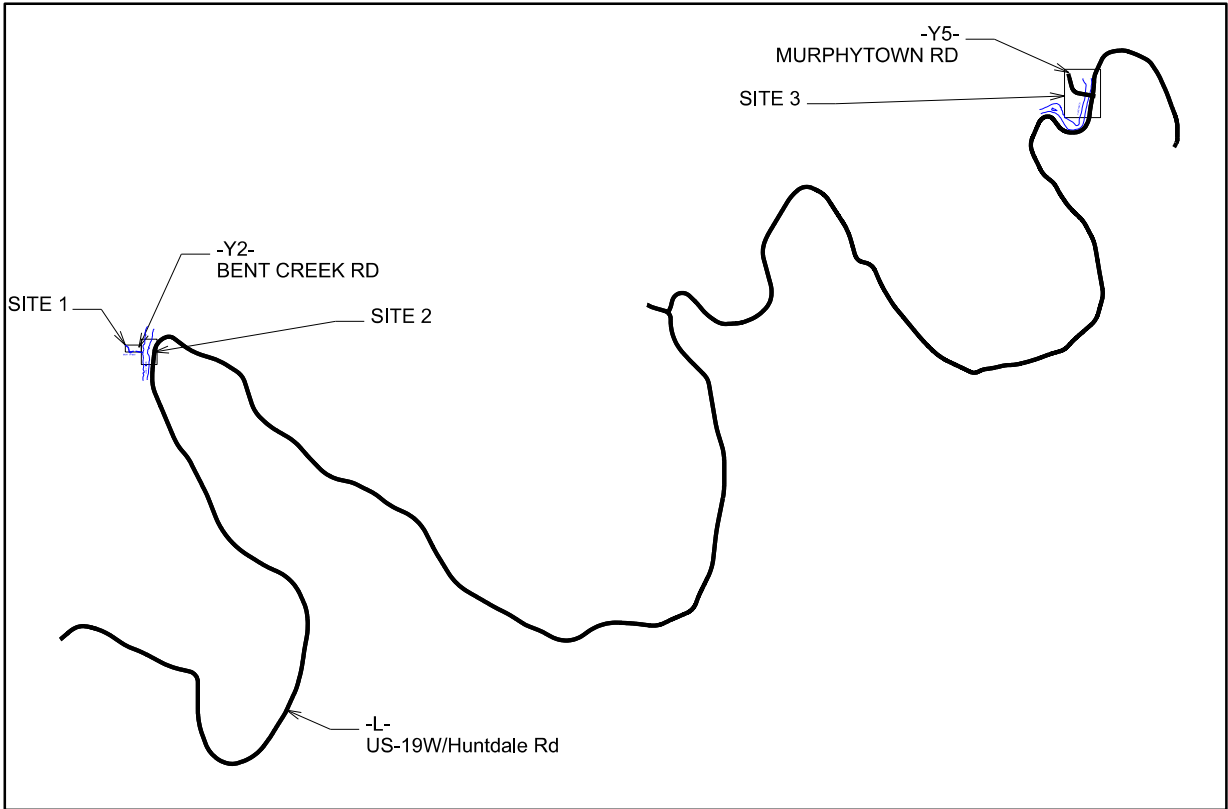 -Y5-
MURPHYTOWN RD
SITE 3
-Y2-
BENT CREEK RD
SITE 1
SITE 2
-L-
US-19W/Huntdale Rd